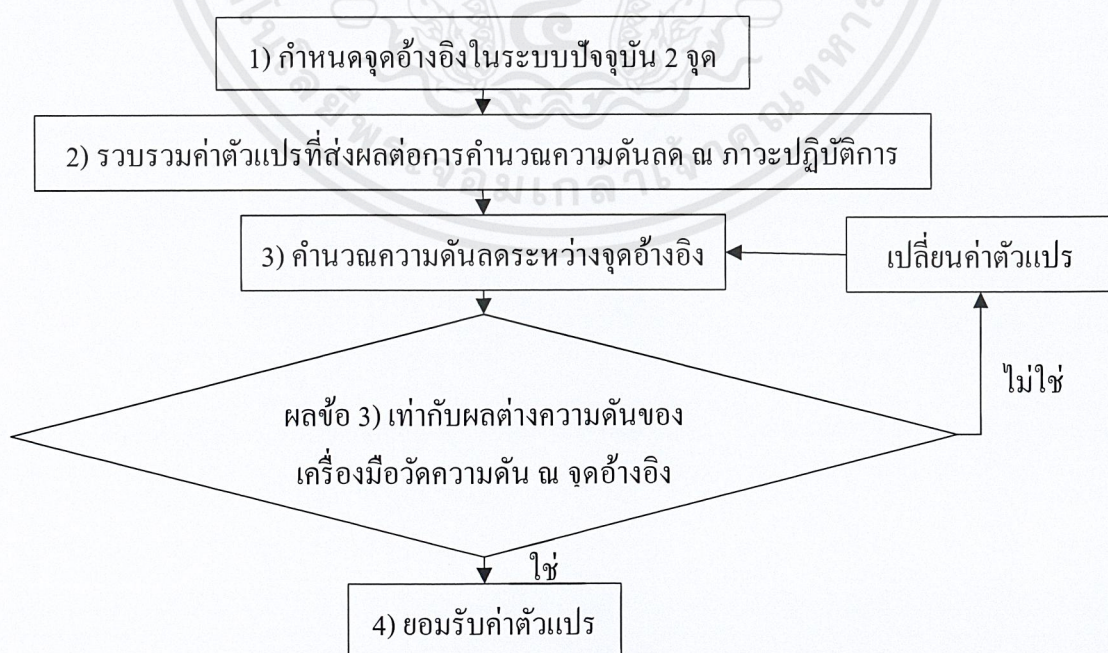 1) กำหนดจุดอ้างอิงในระบบปัจจุบัน 2 จุด
2) รวบรวมค่าตัวแปรที่ส่งผลต่อการคำนวณความดันลด ณ ภาวะปฏิบัติการ
3) คำนวณความดันลดระหว่างจุดอ้างอิง
เปลี่ยนค่าตัวแปร
ไม่ใช่
ผลข้อ 3) เท่ากับผลต่างความดันของ
เครื่องมือวัดความดัน ณ จุดอ้างอิง
ใช่
4) ยอมรับค่าตัวแปร